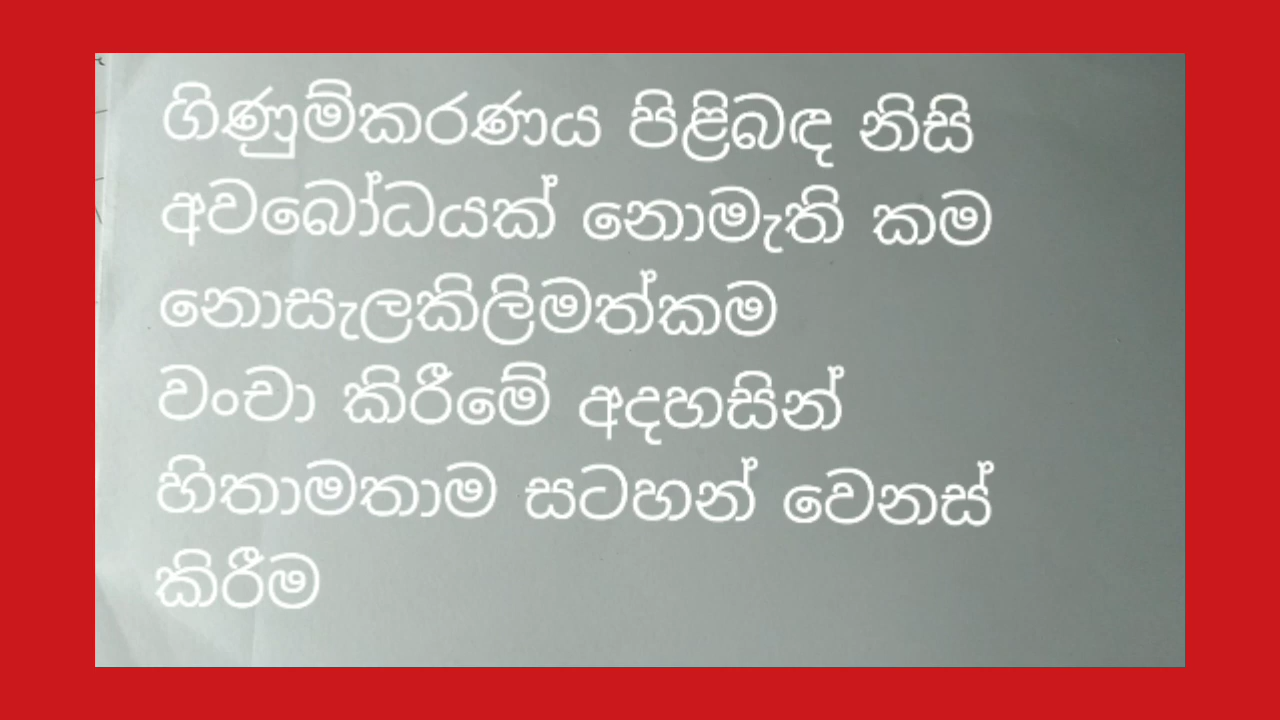 ගිණුම්කරණය පිළිබඳ නිසි
අවබෝධයක් නොමැති කම
නොසැලකිලිමත්කම
වංචා කිරීමේ අදහසින්
හිතාමතාම සටහන් වෙනස්
කිරීම